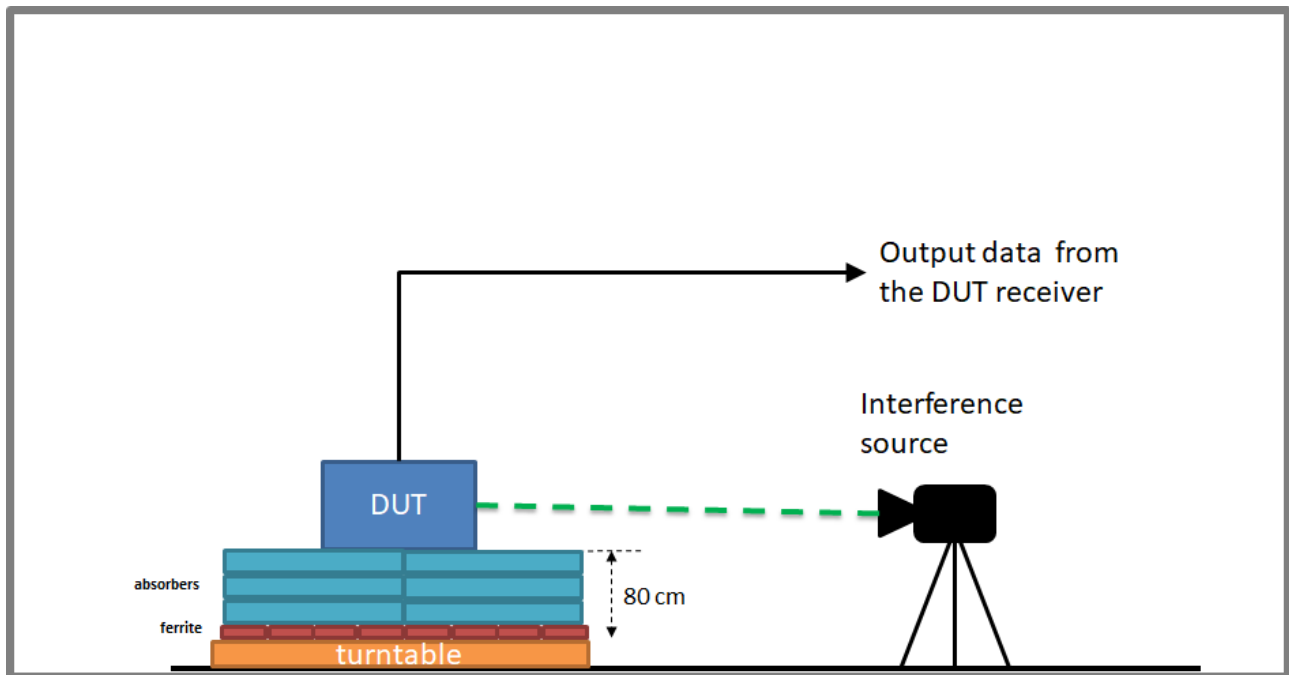 Output data from
the DUT receiver
Interference
source
DUT
absorbers
80 cm
ferrite
turntable